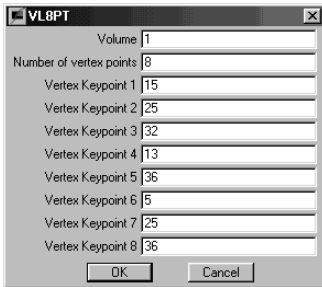 VL8PT
Volume 1
Number of vertex points 8
Vertex Keypoint 1 15
Vertex Keypoint 2 25
Vertex Keypoint 3 32
Vertex Keypoint 4 13
Vertex Keypoint 5 36
Vertex Keypoint 6 5
Vertex Keypoint 7 25
Vertex Keypoint 8 36
OK Cancel